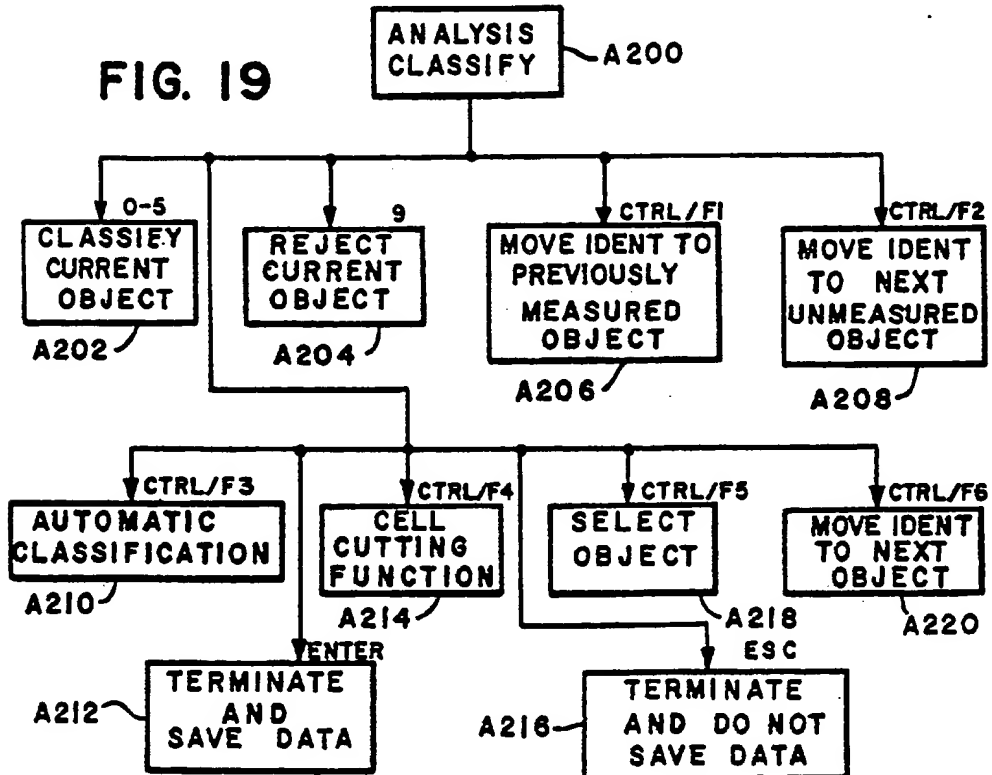 FIG. 19
ANALYSIS
CLASSIFY
A200
0-5
CLASSIFY
CURRENT
OBJECT
A202
9
REJECT
CURRENT
OBJECT
A204
CTRL/F1
MOVE IDENT TO
PREVIOUSLY
MEASURED
OBJECT
A206
CTRL/F2
MOVE IDENT
TO NEXT
UNMEASURED
OBJECT
A208
CTRL/F3
AUTOMATIC
CLASSIFICATION
A210
CTRL/F4
CELL
CUTTING
FUNCTION
A214
CTRL/F5
SELECT
OBJECT
A218
CTRL/F6
MOVE IDENT
TO NEXT
OBJECT
A220
ENTER
TERMINATE
AND
SAVE DATA
A212
ESC
TERMINATE
AND DO NOT
SAVE DATA
A216